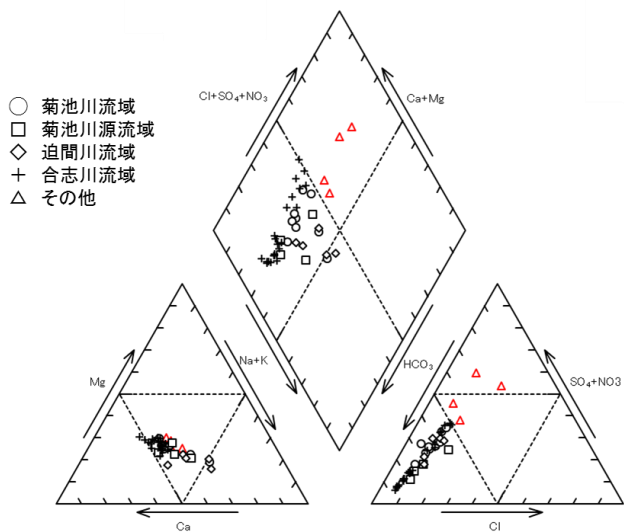 Cl+SO₄+NO₃
Ca+Mg
○ 菊池川流域
□ 菊池川源流域
◇ 迫間川流域
+ 合志川流域
△ その他
Mg
Na+K
HCO₃
SO₄+NO3
Ca
Cl